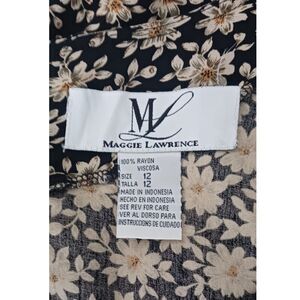 ML
MAGGIE LAWRENCE
100% RAYON
VISCOSA
SIZE 12
TALLA 12
MADE IN INDONESIA
HECHO EN INDONESIA
SEE REV FOR CARE
VER AL DORSO PARA
INSTRUCCIONS DE CUIDADO